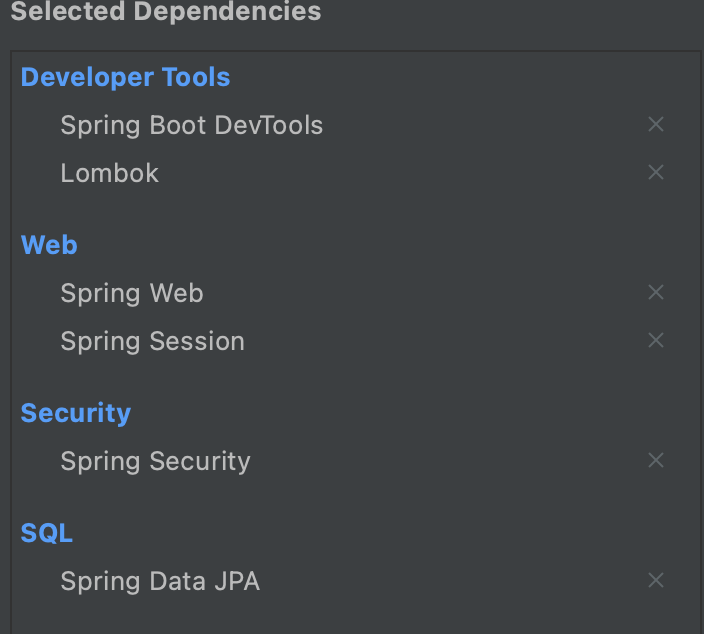 Selected Dependencies
Developer Tools
Spring Boot DevTools
Lombok
Web
Spring Web
Spring Session
Security
Spring Security
SQL
Spring Data JPA